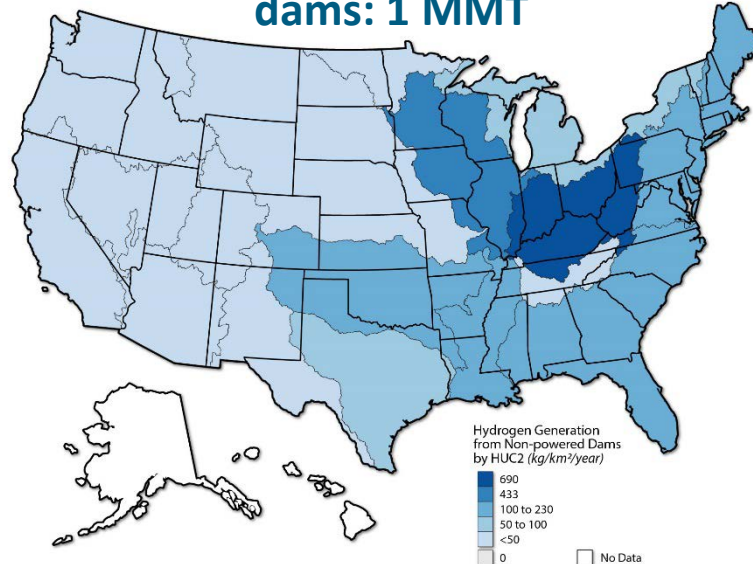 dams: 1 MMT
Hydrogen Generation
from Non-powered Dams
by HUC2 (kg/km²/year)
690
433
100 to 230
50 to 100
<50
0
No Data